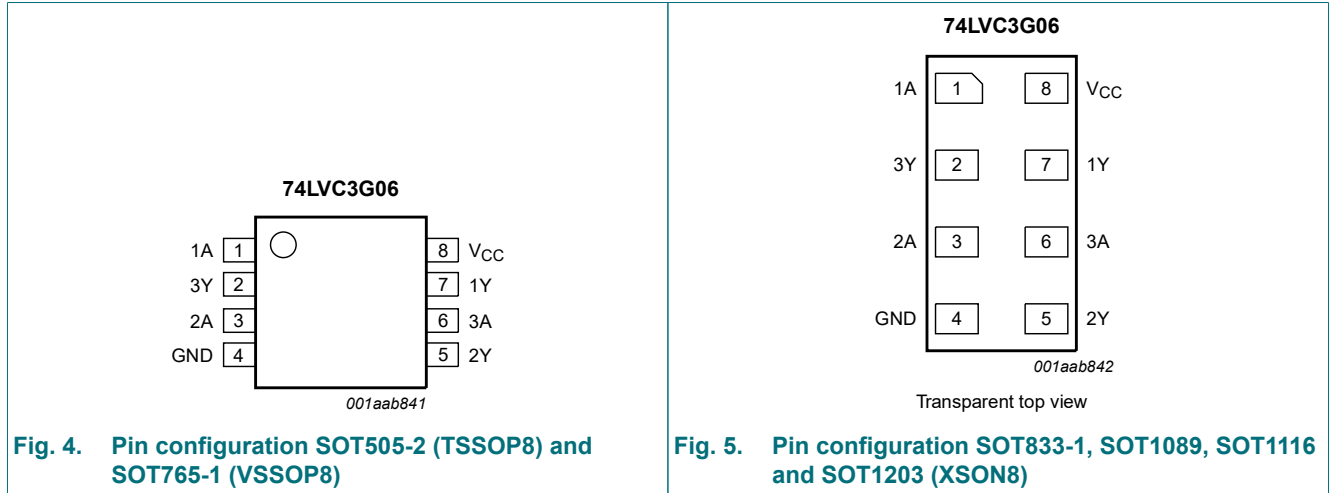 74LVC3G06
1A 1 8 VCC
3Y 2 7 1Y
2A 3 6 3A
GND 4 5 2Y
001aab841
Fig. 4. Pin configuration SOT505-2 (TSSOP8) and
SOT765-1 (VSSOP8)
74LVC3G06
1A 1 8 VCC
3Y 2 7 1Y
2A 3 6 3A
GND 4 5 2Y
001aab842
Transparent top view
Fig. 5. Pin configuration SOT833-1, SOT1089, SOT1116
and SOT1203 (XSON8)